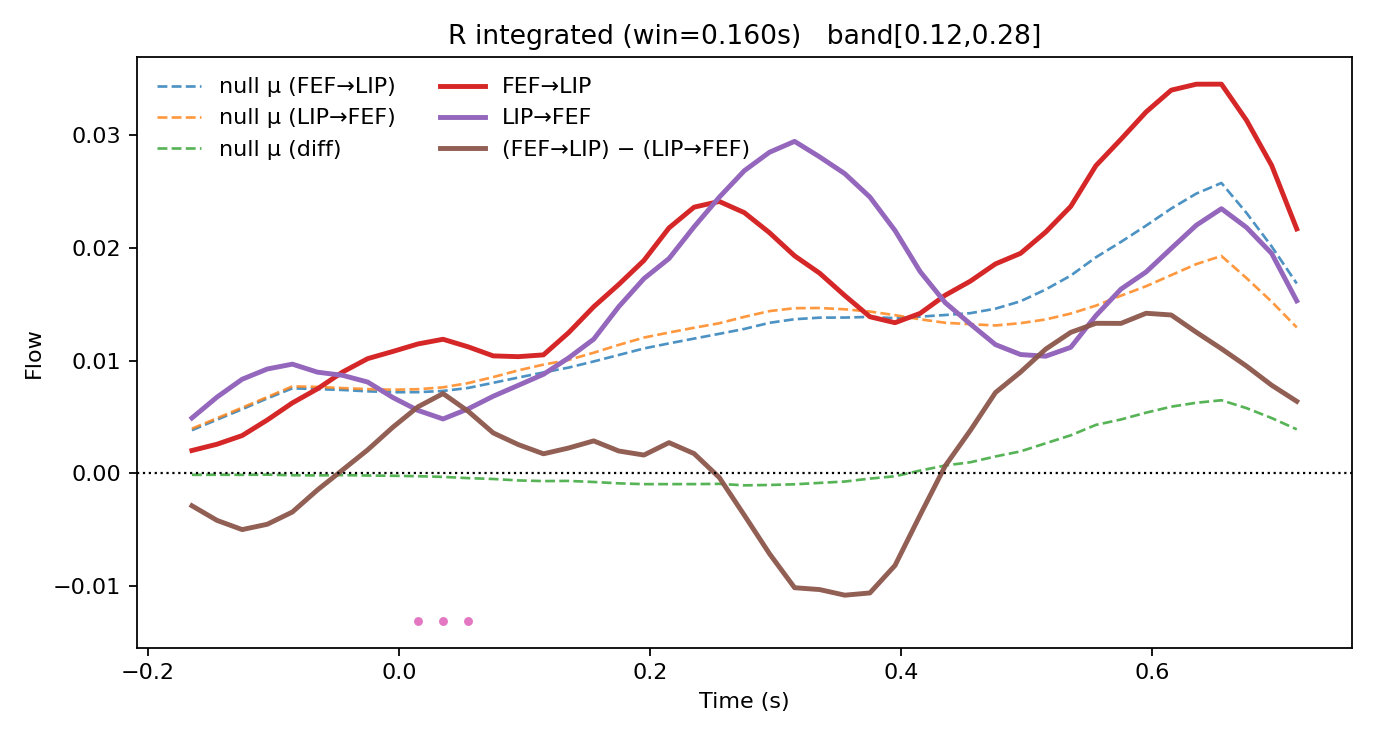 R integrated (win=0.160s)   band[0.12,0.28]
null μ (FEF→LIP)
null μ (LIP→FEF)
null μ (diff)
FEF→LIP
LIP→FEF
(FEF→LIP) − (LIP→FEF)
Flow
0.03
0.02
0.01
0.00
−0.01
−0.2
0.0
0.2
0.4
0.6
Time (s)